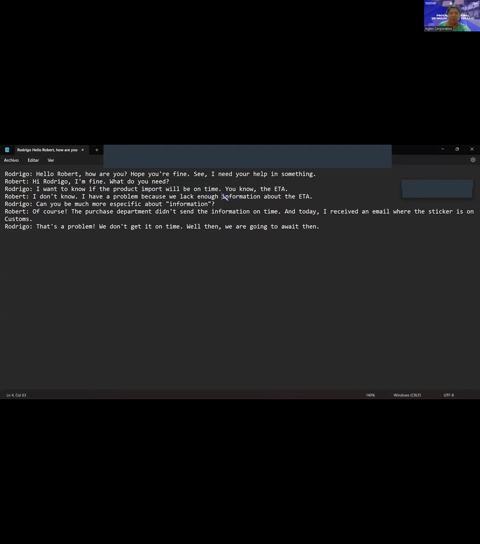 Rodrigo Hello Robert, how are you
Archivo Editar Ver
Rodrigo: Hello Robert, how are you? Hope you're fine. See, I need your help in something.
Robert: Hi Rodrigo, I'm fine. What do you need?
Rodrigo: I want to know if the product import will be on time. You know, the ETA.
Robert: I don't know. I have a problem because we lack enough information about the ETA.
Rodrigo: Can you be much more especific about "information"?
Robert: Of course! The purchase department didn't send the information on time. And today, I received an email where the sticker is on
Customs.
Rodrigo: That's a problem! We don't get it on time. Well then, we are going to await then.
140% Windows (CRLF) UTF-8